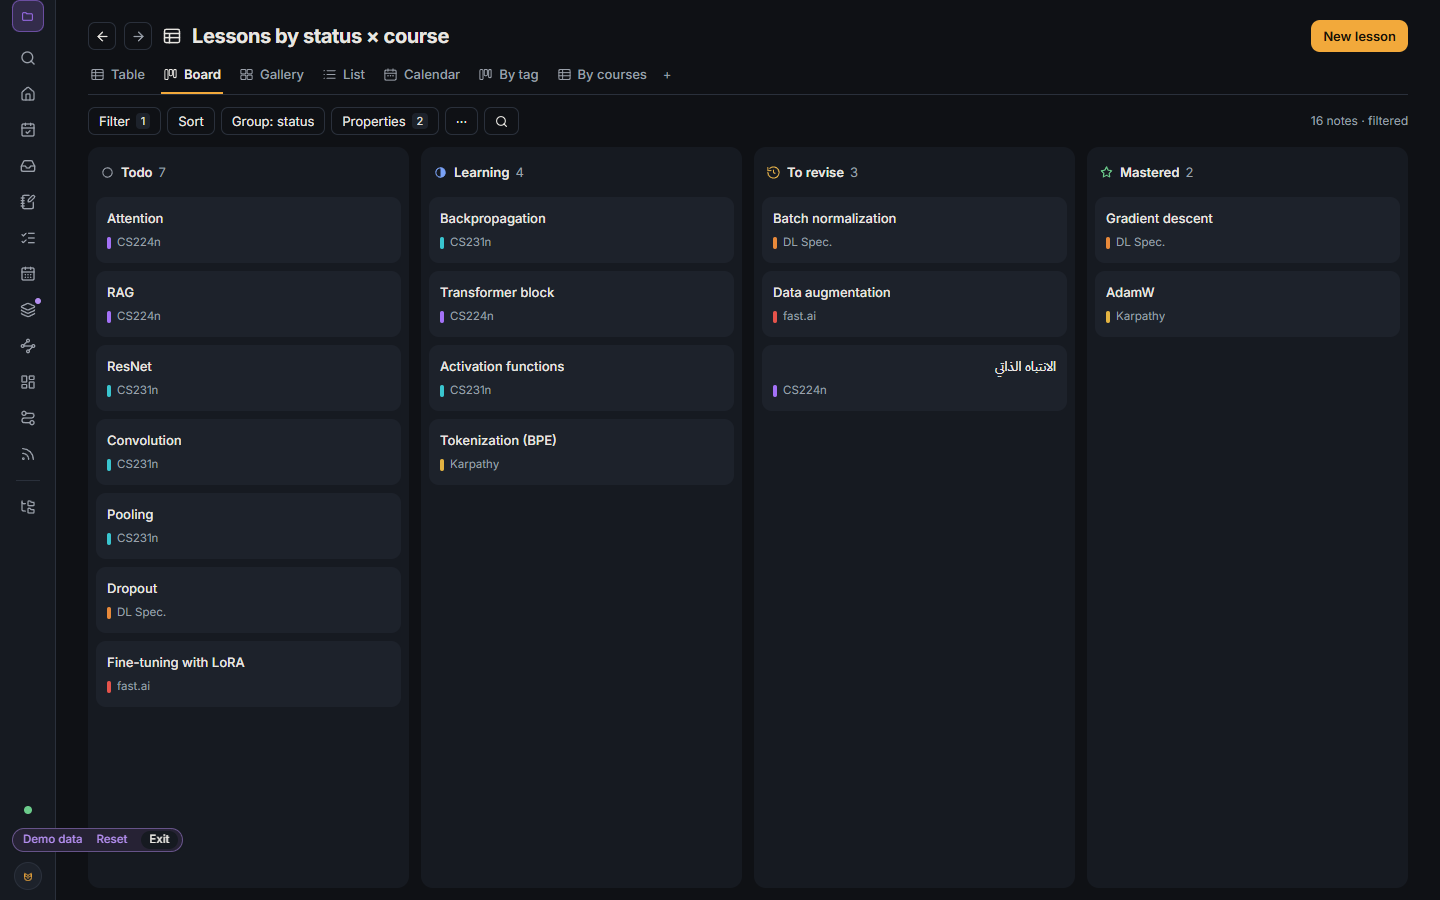 Lessons by status × course
New lesson
Table
Board
Gallery
List
Calendar
By tag
By courses
+
Filter 1
Sort
Group: status
Properties 2
...
16 notes · filtered
Todo 7
Attention
CS224n
RAG
CS224n
ResNet
CS231n
Convolution
CS231n
Pooling
CS231n
Dropout
DL Spec.
Fine-tuning with LoRA
fast.ai
Learning 4
Backpropagation
CS231n
Transformer block
CS224n
Activation functions
CS231n
Tokenization (BPE)
Karpathy
To revise 3
Batch normalization
DL Spec.
Data augmentation
fast.ai
الانتباه الذاتي
CS224n
Mastered 2
Gradient descent
DL Spec.
AdamW
Karpathy
Demo data
Reset
Exit